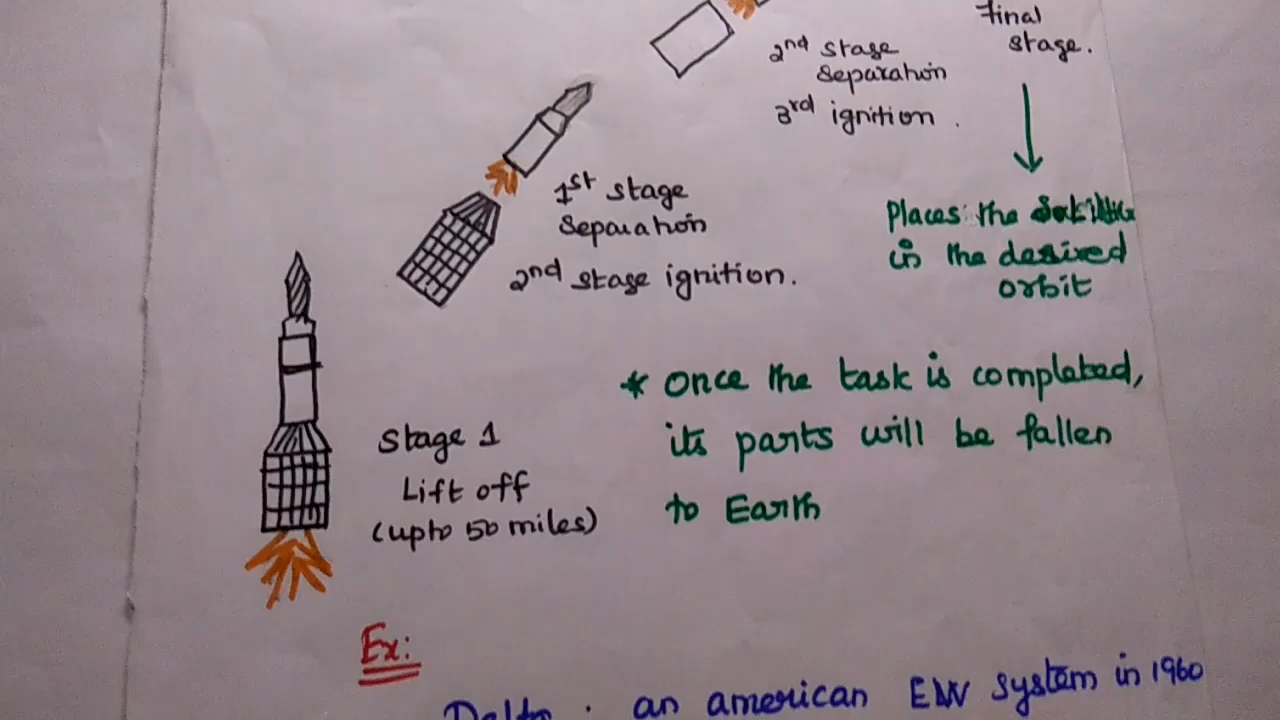 Final
stage.
2nd stage
Separation
3rd ignition.
1st stage
Separation
2nd stage ignition.
Places the
in the desired
orbit
* Once the task is completed,
its parts will be fallen
to Earth
Stage 1
Lift off
(upto 50 miles)
Ex:
Delta : an american ELV system in 1960